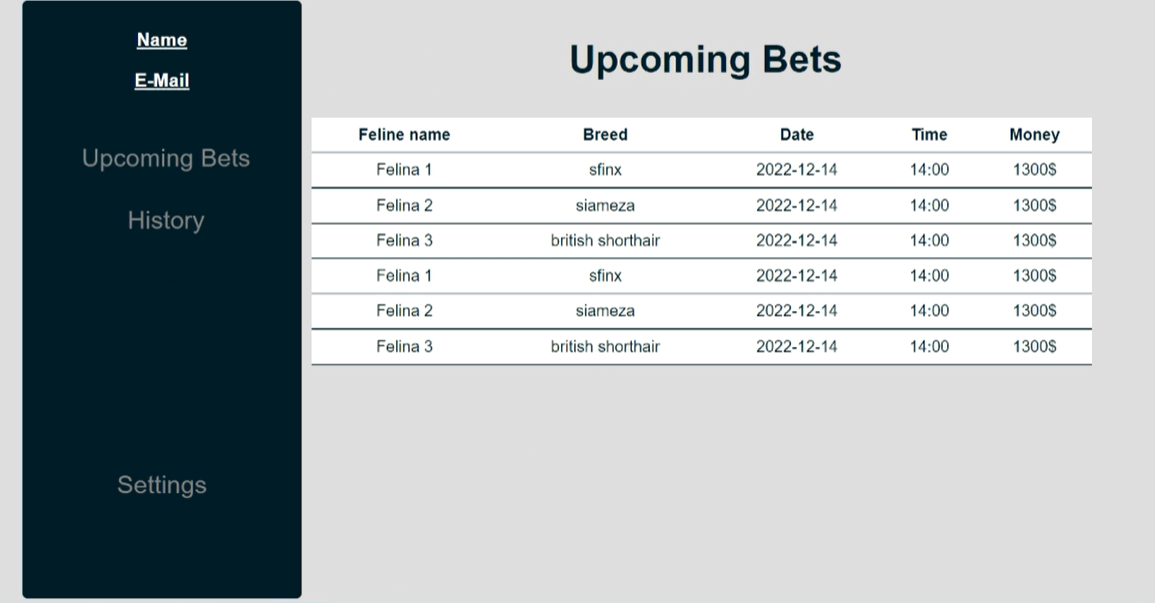 Name
E-Mail
Upcoming Bets
History
Settings
Upcoming Bets
Feline name Breed Date Time Money
Felina 1 sfinx 2022-12-14 14:00 1300$
Felina 2 siameza 2022-12-14 14:00 1300$
Felina 3 british shorthair 2022-12-14 14:00 1300$
Felina 1 sfinx 2022-12-14 14:00 1300$
Felina 2 siameza 2022-12-14 14:00 1300$
Felina 3 british shorthair 2022-12-14 14:00 1300$